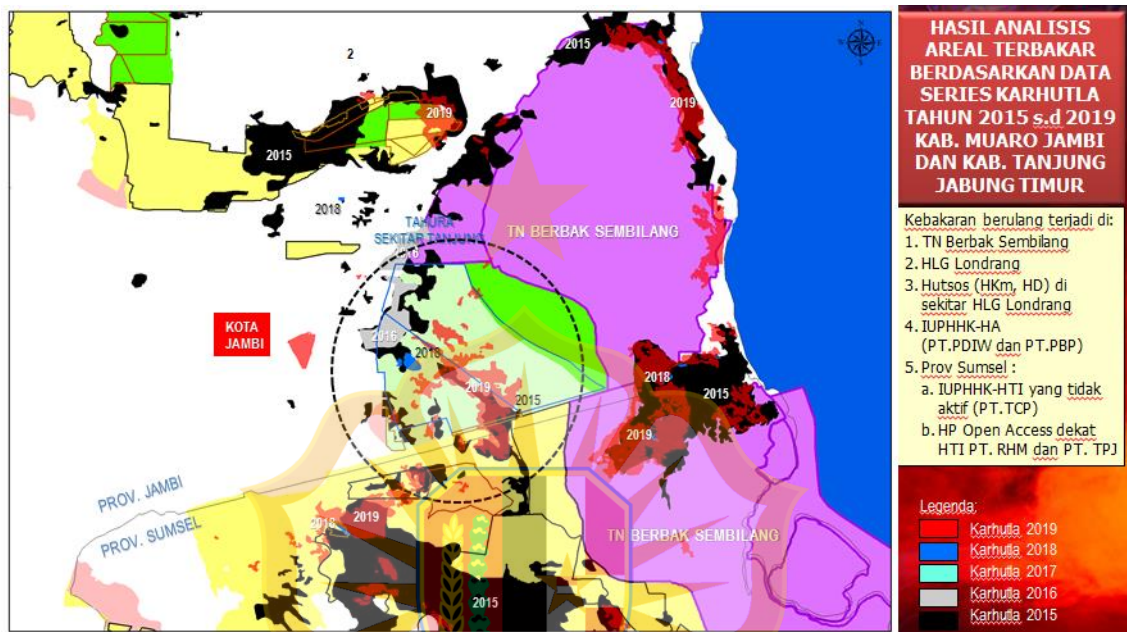 HASIL ANALISIS
AREAL TERBAKAR
BERDASARKAN DATA
SERIES KARHUTLA
TAHUN 2015 s.d 2019
KAB. MUARO JAMBI
DAN KAB. TANJUNG
JABUNG TIMUR
Kebakaran berulang terjadi di:
1. TN Berbak Sembilang
2. HLG Londrang
3. Hutsos (HKm, HD) di
sekitar HLG Londrang
4. IUPHHK-HA
(PT.PDIW dan PT.PBP)
5. Prov Sumsel :
a. IUPHHK-HTI yang tidak
aktif (PT.TCP)
b. HP Open Access dekat
HTI PT. RHM dan PT. TPJ
Legenda:
Karhutla 2019
Karhutla 2018
Karhutla 2017
Karhutla 2016
Karhutla 2015
2015
2
2019
2019
2015
2018
TAHURA
SEKITAR TANJUNG
TN BERBAK SEMBILANG
KOTA
JAMBI
2016
2018
2019
2015
2018
2015
2019
PROV. JAMBI
PROV. SUMSEL
2018
2019
TN BERBAK SEMBILANG
2015